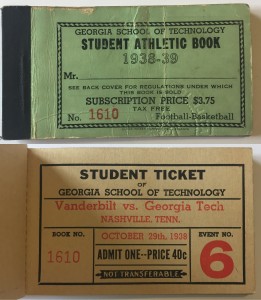 GEORGIA SCHOOL OF TECHNOLOGY
STUDENT ATHLETIC BOOK
1938-39
Mr.
SEE BACK COVER FOR REGULATIONS UNDER WHICH
THIS BOOK IS SOLD
SUBSCRIPTION PRICE $3.75
TAX FREE
No. 1610 Football-Basketball
STUDENT TICKET
OF
GEORGIA SCHOOL OF TECHNOLOGY
Vanderbilt vs. Georgia Tech
NASHVILLE, TENN.
BOOK NO. OCTOBER 29th, 1938 EVENT NO.
1610 ADMIT ONE--PRICE 40c 6
NOT TRANSFERABLE